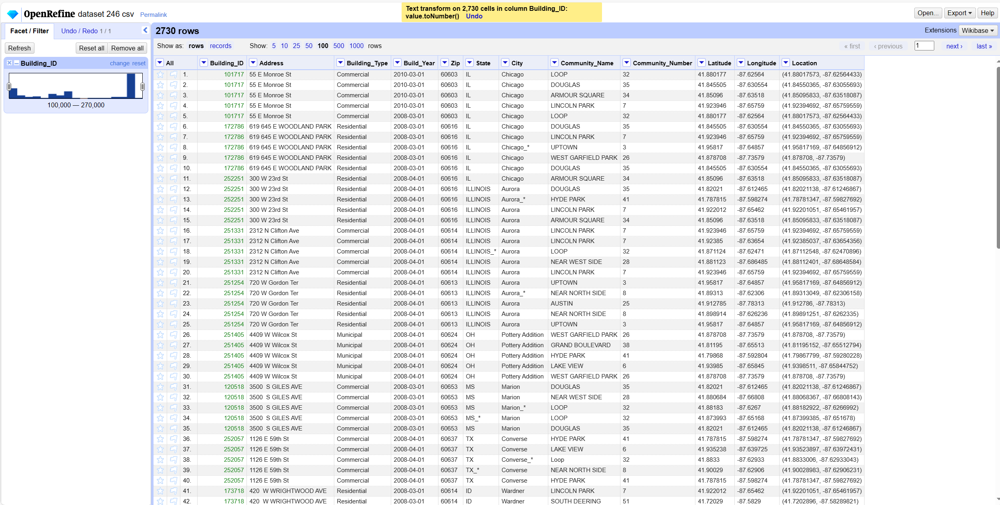 OpenRefine dataset 246 csv Permalink
Text transform on 2,730 cells in column Building_ID:
value.toNumber() Undo
Open... Export Help
Facet / Filter Undo / Redo 1 / 1
2730 rows
Extensions Wikibase
Refresh Reset all Remove all
Show as: rows records Show: 5 10 25 50 100 500 1000 rows
« first ‹ previous 1 next › last »
Building_ID change reset
100,000 — 270,000
All Building_ID Address Building_Type Build_Year Zip State City Community_Name Community_Number Latitude Longitude Location
1. 101717 55 E Monroe St Commercial 2010-03-01 60603 IL Chicago LOOP 32 41.880177 -87.62564 (41.88017573, -87.62564433)
2. 101717 55 E Monroe St Commercial 2010-03-01 60603 IL Chicago DOUGLAS 35 41.845505 -87.630554 (41.84550365, -87.63055693)
3. 101717 55 E Monroe St Commercial 2010-03-01 60603 IL Chicago ARMOUR SQUARE 34 41.85096 -87.63518 (41.85095833, -87.63518087)
4. 101717 55 E Monroe St Commercial 2010-03-01 60603 IL Chicago LINCOLN PARK 7 41.923946 -87.65759 (41.92394692, -87.65759559)
5. 101717 55 E Monroe St Commercial 2008-03-01 60603 IL Chicago LOOP 32 41.880177 -87.62564 (41.88017573, -87.62564433)
6. 172786 619 645 E WOODLAND PARK Residential 2008-03-01 60616 IL Chicago DOUGLAS 35 41.845505 -87.630554 (41.84550365, -87.63055693)
7. 172786 619 645 E WOODLAND PARK Residential 2008-03-01 60616 IL Chicago LINCOLN PARK 7 41.923946 -87.65759 (41.92394692, -87.65759559)
8. 172786 619 645 E WOODLAND PARK Residential 2008-03-01 60616 IL Chicago_* UPTOWN 3 41.95817 -87.64857 (41.95817169, -87.64856912)
9. 172786 619 645 E WOODLAND PARK Residential 2008-03-01 60616 IL Chicago WEST GARFIELD PARK 26 41.878708 -87.73579 (41.878708, -87.73579)
10. 172786 619 645 E WOODLAND PARK Residential 2008-03-01 60616 IL Chicago DOUGLAS 35 41.845505 -87.630554 (41.84550365, -87.63055693)
11. 252251 300 W 23rd St Residential 2008-04-01 60616 IL Chicago ARMOUR SQUARE 34 41.85096 -87.63518 (41.85095833, -87.63518087)
12. 252251 300 W 23rd St Residential 2008-04-01 60616 ILLINOIS Aurora DOUGLAS 35 41.82021 -87.612465 (41.82021138, -87.61246867)
13. 252251 300 W 23rd St Residential 2008-04-01 60616 ILLINOIS Aurora_* HYDE PARK 41 41.787815 -87.598274 (41.78781347, -87.59827692)
14. 252251 300 W 23rd St Residential 2008-04-01 60616 ILLINOIS Aurora LINCOLN PARK 7 41.922012 -87.65462 (41.92201051, -87.65461957)
15. 252251 300 W 23rd St Residential 2008-04-01 60616 ILLINOIS Aurora ARMOUR SQUARE 34 41.85096 -87.63518 (41.85095833, -87.63518087)
16. 251331 2312 N Clifton Ave Commercial 2008-04-01 60614 ILLINOIS Aurora LINCOLN PARK 7 41.923946 -87.65759 (41.92394692, -87.65759559)
17. 251331 2312 N Clifton Ave Commercial 2008-04-01 60614 ILLINOIS Aurora LINCOLN PARK 7 41.92385 -87.63654 (41.92385037, -87.63654356)
18. 251331 2312 N Clifton Ave Commercial 2008-04-01 60614 ILLINOIS_* Aurora LOOP 32 41.871124 -87.62471 (41.87112548, -87.62470896)
19. 251331 2312 N Clifton Ave Commercial 2008-04-01 60614 ILLINOIS Aurora NEAR WEST SIDE 28 41.881123 -87.686485 (41.88112401, -87.68648584)
20. 251331 2312 N Clifton Ave Commercial 2008-04-01 60614 ILLINOIS Aurora LINCOLN PARK 7 41.923946 -87.65759 (41.92394692, -87.65759559)
21. 251254 720 W Gordon Ter Residential 2008-04-01 60613 ILLINOIS Aurora UPTOWN 3 41.95817 -87.64857 (41.95817169, -87.64856912)
22. 251254 720 W Gordon Ter Residential 2008-04-01 60613 ILLINOIS Aurora_* NEAR NORTH SIDE 8 41.89313 -87.62306 (41.89313049, -87.62306158)
23. 251254 720 W Gordon Ter Residential 2008-04-01 60613 ILLINOIS Aurora AUSTIN 25 41.912785 -87.78313 (41.912786, -87.78313)
24. 251254 720 W Gordon Ter Residential 2008-04-01 60613 ILLINOIS Aurora NEAR NORTH SIDE 8 41.898914 -87.626236 (41.89891251, -87.6262335)
25. 251254 720 W Gordon Ter Residential 2008-04-01 60613 ILLINOIS Aurora UPTOWN 3 41.95817 -87.64857 (41.95817169, -87.64856912)
26. 251405 4409 W Wilcox St Municipal 2008-04-01 60624 OH Pottery Addition WEST GARFIELD PARK 26 41.878708 -87.73579 (41.878708, -87.73579)
27. 251405 4409 W Wilcox St Municipal 2008-04-01 60624 OH Pottery Addition GRAND BOULEVARD 38 41.81195 -87.65513 (41.81195152, -87.65512794)
28. 251405 4409 W Wilcox St Municipal 2008-04-01 60624 OH Pottery Addition HYDE PARK 41 41.79868 -87.592804 (41.79867799, -87.59280228)
29. 251405 4409 W Wilcox St Municipal 2008-04-01 60624 OH Pottery Addition LAKE VIEW 6 41.93985 -87.65845 (41.9398511, -87.65844752)
30. 251405 4409 W Wilcox St Municipal 2008-04-01 60624 OH Pottery Addition WEST GARFIELD PARK 26 41.878708 -87.73579 (41.878708, -87.73579)
31. 120518 3500  S GILES AVE Commercial 2008-03-01 60653 MS Marion DOUGLAS 35 41.82021 -87.612465 (41.82021138, -87.61246867)
32. 120518 3500  S GILES AVE Commercial 2008-03-01 60653 MS Marion NEAR WEST SIDE 28 41.880684 -87.66808 (41.88068367, -87.66808143)
33. 120518 3500  S GILES AVE Commercial 2008-03-01 60653 MS Marion_* LOOP 32 41.88183 -87.6267 (41.88182922, -87.6266992)
34. 120518 3500  S GILES AVE Commercial 2008-03-01 60653 MS_* Marion LOOP 32 41.873993 -87.65168 (41.87399385, -87.651678)
35. 120518 3500  S GILES AVE Commercial 2008-03-01 60653 MS Marion DOUGLAS 35 41.82021 -87.612465 (41.82021138, -87.61246867)
36. 252057 1126 E 59th St Commercial 2008-04-01 60637 TX Converse HYDE PARK 41 41.787815 -87.598274 (41.78781347, -87.59827692)
37. 252057 1126 E 59th St Commercial 2008-04-01 60637 TX Converse LAKE VIEW 6 41.935238 -87.639725 (41.93523897, -87.63972431)
38. 252057 1126 E 59th St Commercial 2008-04-01 60637 TX Converse_* Loop 32 41.8833 -87.62933 (41.8833006, -87.62933043)
39. 252057 1126 E 59th St Commercial 2008-04-01 60637 TX_* Converse NEAR NORTH SIDE 8 41.90029 -87.62906 (41.90028983, -87.62906231)
40. 252057 1126 E 59th St Commercial 2008-04-01 60637 TX Converse HYDE PARK 41 41.787815 -87.598274 (41.78781347, -87.59827692)
41. 173718 420  W WRIGHTWOOD AVE Residential 2008-03-01 60614 ID Wardner LINCOLN PARK 7 41.922012 -87.65462 (41.92201051, -87.65461957)
42. 173718 420  W WRIGHTWOOD AVE Residential 2008-03-01 60614 ID Wardner SOUTH DEERING 51 41.72029 -87.5829 (41.7202896, -87.58289821)